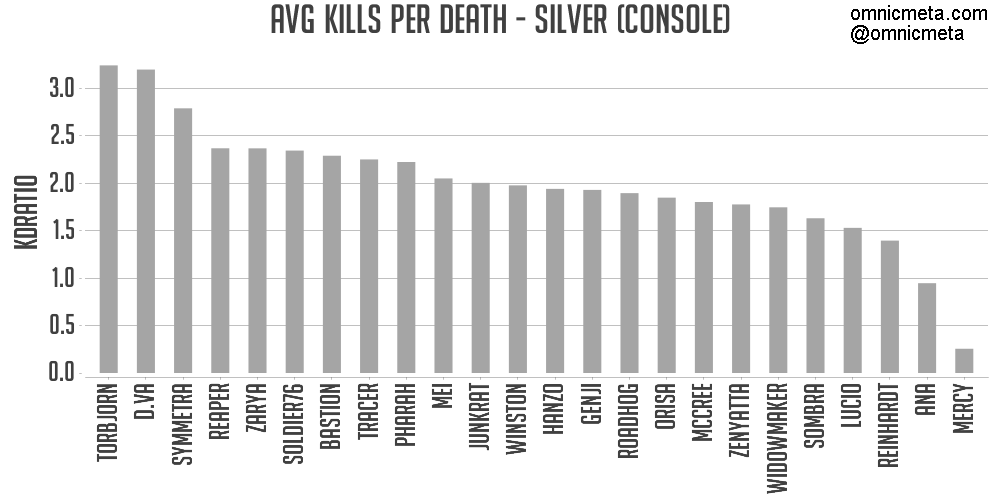 AVG KILLS PER DEATH - SILVER (CONSOLE)
omnicmeta.com
@omnicmeta
KDRATIO
3.0
2.5
2.0
1.5
1.0
0.5
0.0
TORBJORN
D.VA
SYMMETRA
REAPER
ZARYA
SOLDIER76
BASTION
TRACER
PHARAH
MEI
JUNKRAT
WINSTON
HANZO
GENJI
ROADHOG
ORISA
MCCREE
ZENYATTA
WIDOWMAKER
SOMBRA
LUCIO
REINHARDT
ANA
MERCY